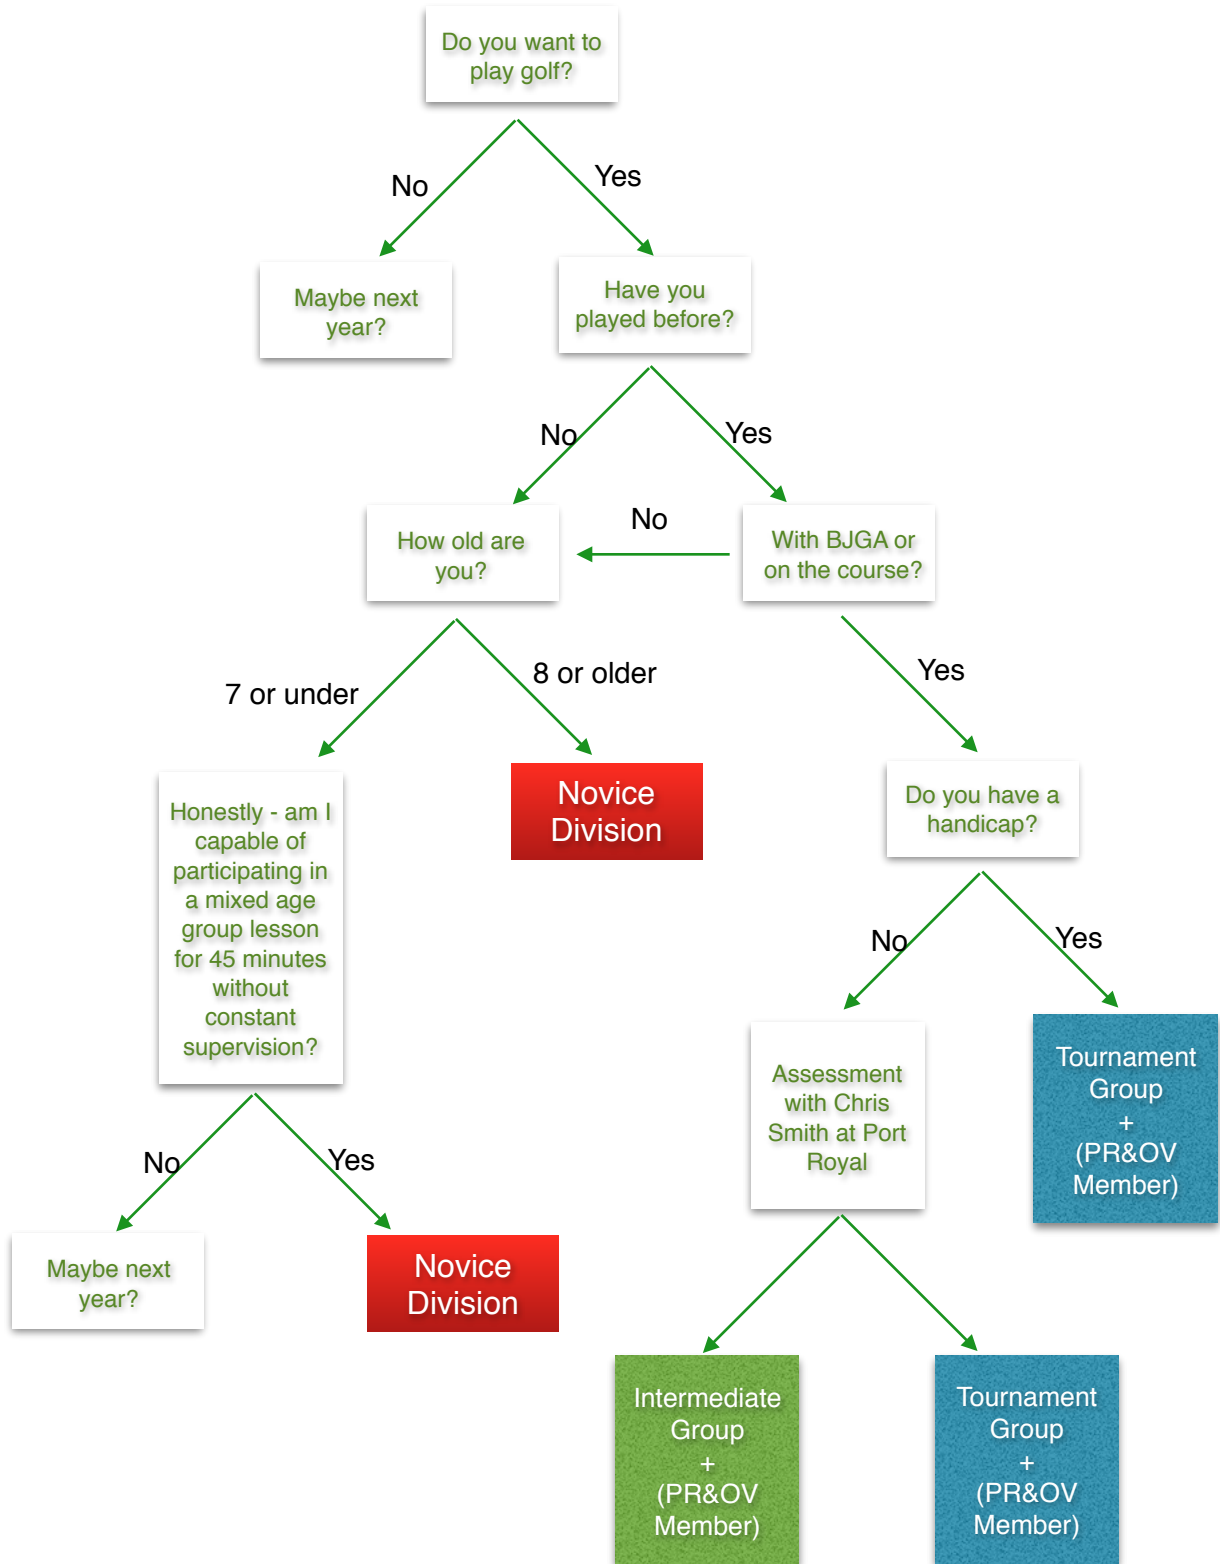 Do you want to
play golf?
No
Yes
Maybe next
year?
Have you
played before?
No
Yes
How old are
you?
No
With BJGA or
on the course?
7 or under
8 or older
Yes
Honestly - am I
capable of
participating in
a mixed age
group lesson
for 45 minutes
without
constant
supervision?
Novice
Division
Do you have a
handicap?
No
Yes
Assessment
with Chris
Smith at Port
Royal
Tournament
Group
+
(PR&OV
Member)
No
Yes
Maybe next
year?
Novice
Division
Intermediate
Group
+
(PR&OV
Member)
Tournament
Group
+
(PR&OV
Member)